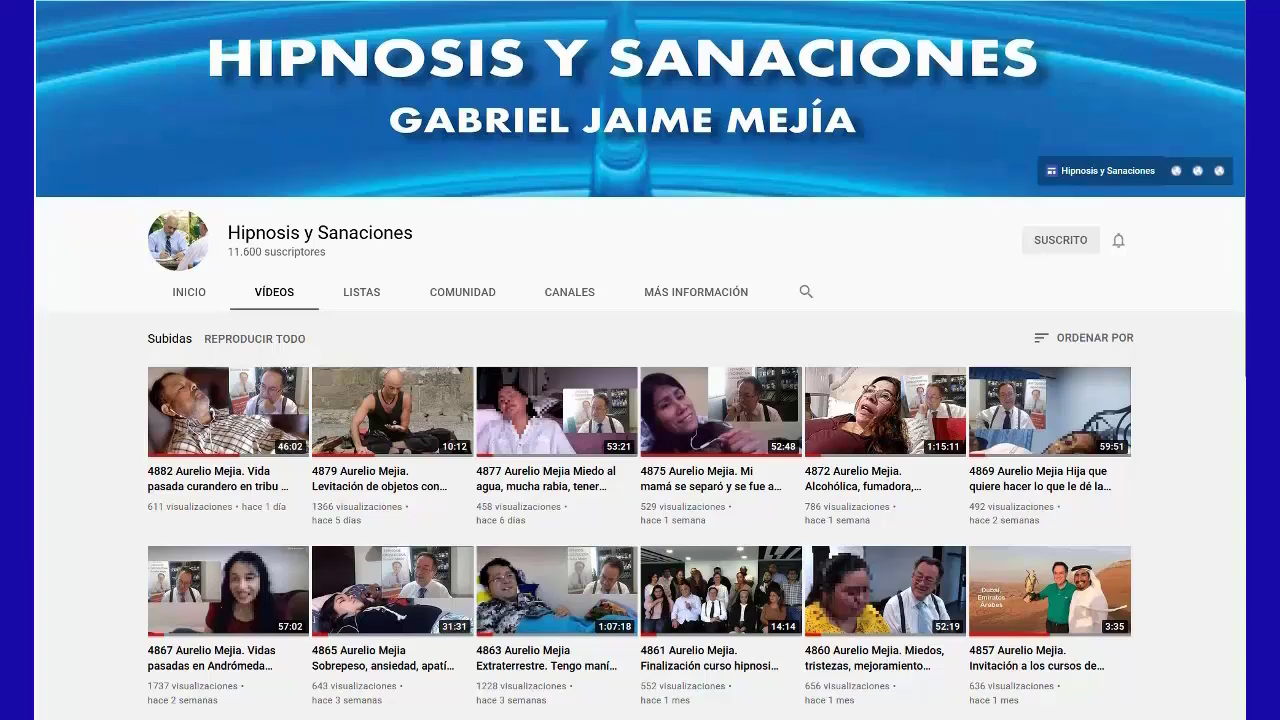 HIPNOSIS Y SANACIONES
GABRIEL JAIME MEJÍA
Hipnosis y Sanaciones
Hipnosis y Sanaciones
11.600 suscriptores
SUSCRITO
INICIO VÍDEOS LISTAS COMUNIDAD CANALES MÁS INFORMACIÓN
Subidas REPRODUCIR TODO
ORDENAR POR
46:02
4882 Aurelio Mejia. Vida
pasada curandero en tribu ...
611 visualizaciones • hace 1 día
10:12
4879 Aurelio Mejia.
Levitación de objetos con...
1366 visualizaciones •
hace 5 días
53:21
4877 Aurelio Mejia Miedo al
agua, mucha rabia, tener...
458 visualizaciones •
hace 6 días
52:48
4875 Aurelio Mejia. Mi
mamá se separó y se fue a...
529 visualizaciones •
hace 1 semana
1:15:11
4872 Aurelio Mejia.
Alcohólica, fumadora,...
786 visualizaciones •
hace 1 semana
59:51
4869 Aurelio Mejia Hija que
quiere hacer lo que le dé la...
492 visualizaciones •
hace 2 semanas
57:02
4867 Aurelio Mejia. Vidas
pasadas en Andrómeda...
1737 visualizaciones •
hace 2 semanas
31:31
4865 Aurelio Mejia
Sobrepeso, ansiedad, apatí...
643 visualizaciones •
hace 3 semanas
1:07:18
4863 Aurelio Mejia
Extraterrestre. Tengo maní...
1228 visualizaciones •
hace 3 semanas
14:14
4861 Aurelio Mejia.
Finalización curso hipnosi...
552 visualizaciones •
hace 1 mes
52:19
4860 Aurelio Mejia. Miedos,
tristezas, mejoramiento...
656 visualizaciones •
hace 1 mes
Dubai,
Emiratos
Arabes
3:35
4857 Aurelio Mejia.
Invitación a los cursos de...
636 visualizaciones •
hace 1 mes